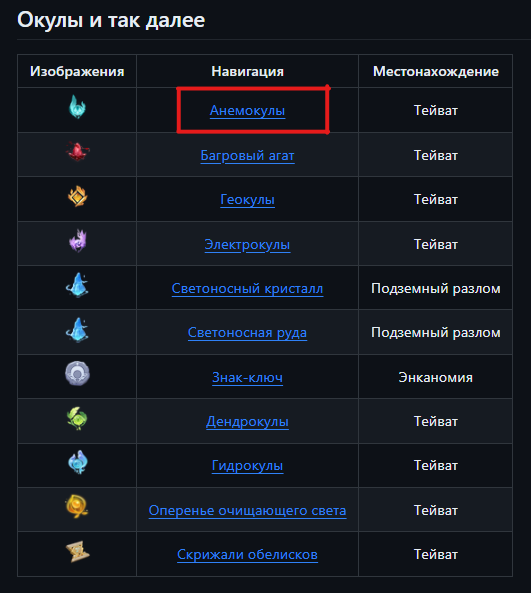 Окулы и так далее
Изображения Навигация Местонахождение
Анемокулы Тейват
Багровый агат Тейват
Геокулы Тейват
Электрокулы Тейват
Светоносный кристалл Подземный разлом
Светоносная руда Подземный разлом
Знак-ключ Энканомия
Дендрокулы Тейват
Гидрокулы Тейват
Оперенье очищающего света Тейват
Скрижали обелисков Тейват